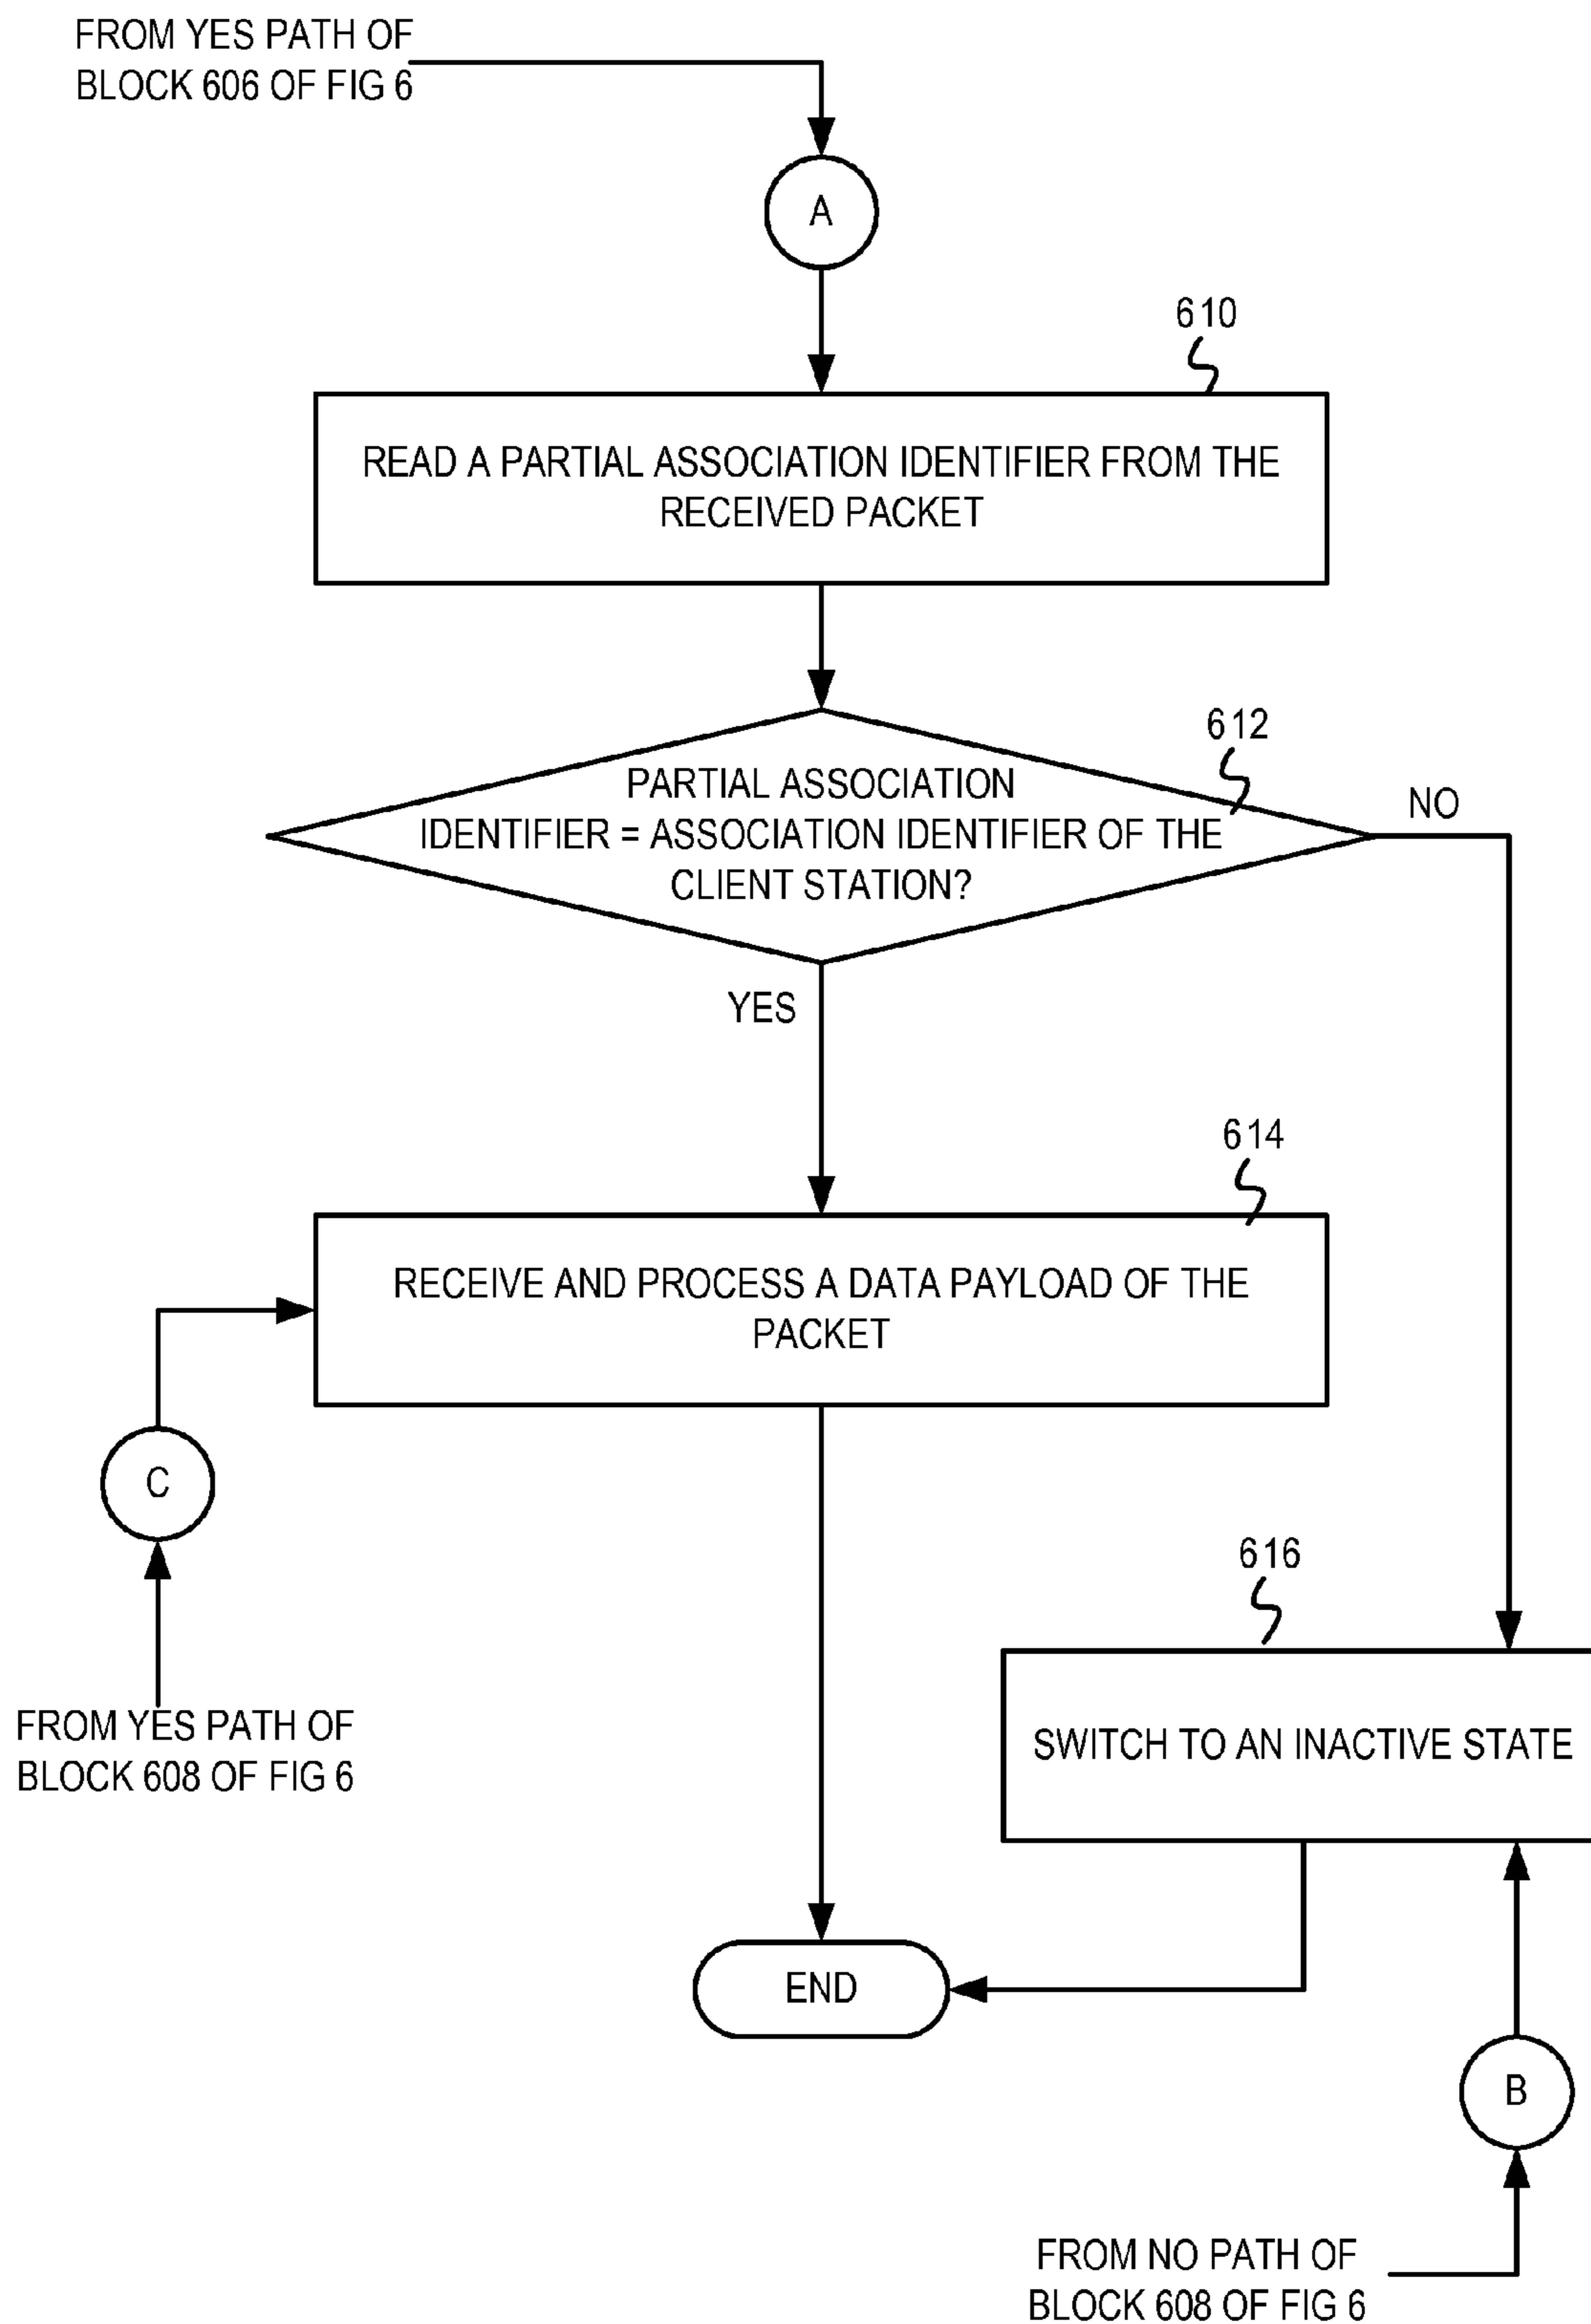 FROM YES PATH OF
BLOCK 606 OF FIG 6
A
610
READ A PARTIAL ASSOCIATION IDENTIFIER FROM THE
RECEIVED PACKET
612
PARTIAL ASSOCIATION
IDENTIFIER = ASSOCIATION IDENTIFIER OF THE
CLIENT STATION?
NO
YES
614
RECEIVE AND PROCESS A DATA PAYLOAD OF THE
PACKET
C
FROM YES PATH OF
BLOCK 608 OF FIG 6
616
SWITCH TO AN INACTIVE STATE
END
B
FROM NO PATH OF
BLOCK 608 OF FIG 6